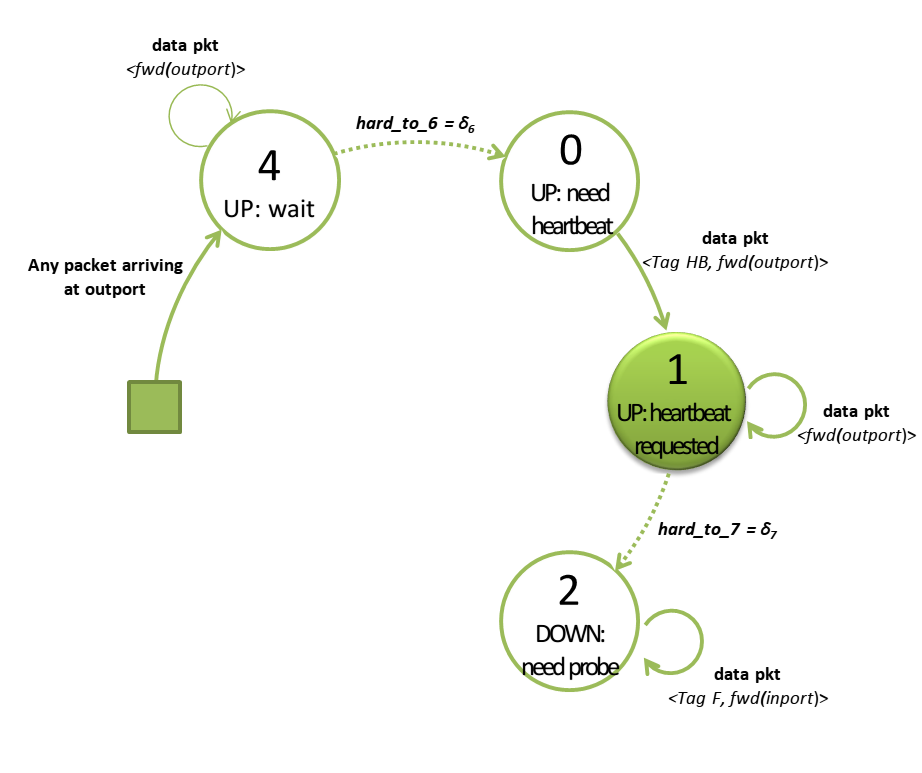 data pkt
<fwd(outport)>
hard_to_6 = δ6
4
UP: wait
0
UP: need
heartbeat
data pkt
<Tag HB, fwd(outport)>
Any packet arriving
at outport
1
UP: heartbeat
requested
data pkt
<fwd(outport)>
hard_to_7 = δ7
2
DOWN:
need probe
data pkt
<Tag F, fwd(inport)>